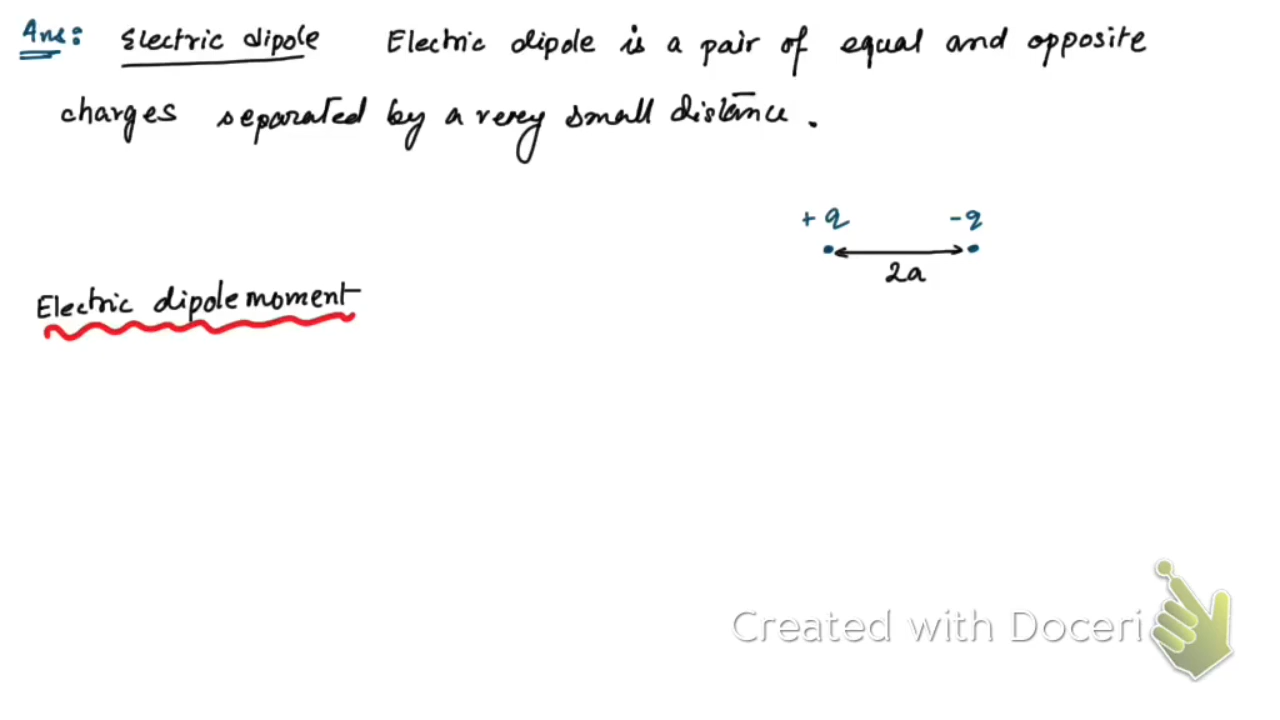 Ans: Electric dipole Electric dipole is a pair of equal and opposite
charges separated by a very small distance.
+q -q
2a
Electric dipole moment
Created with Doceri